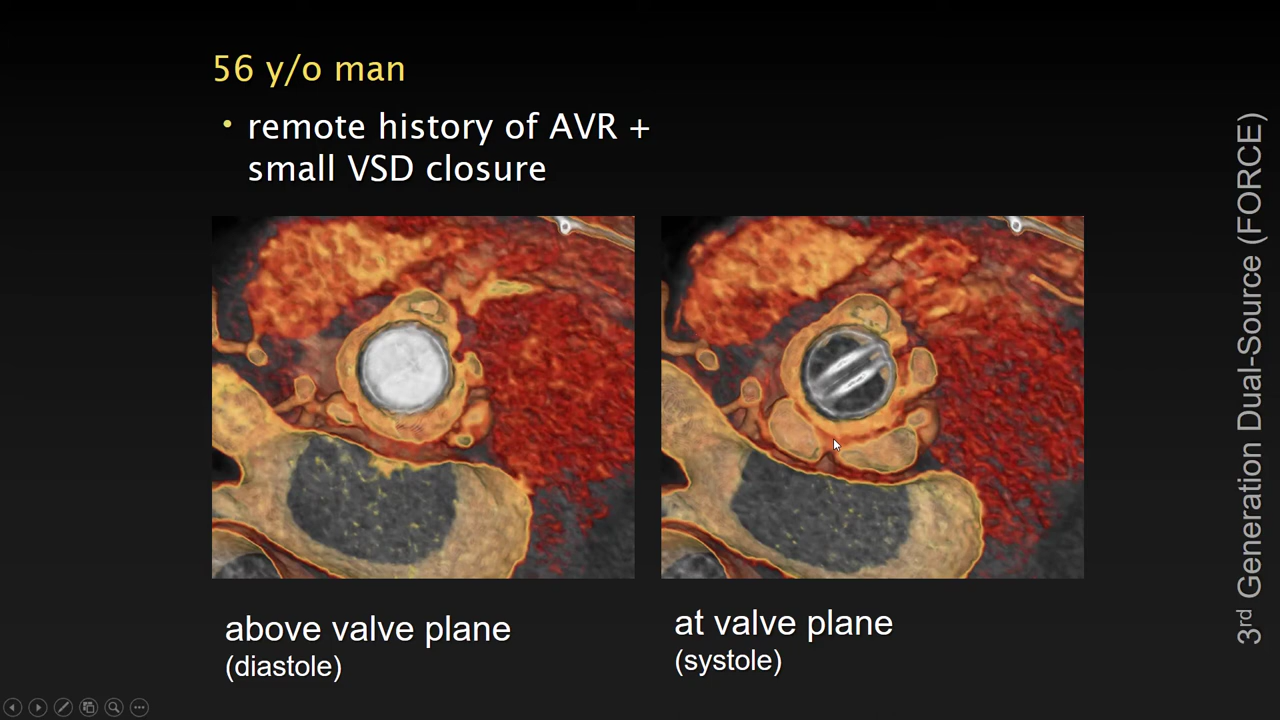 56 y/o man
• remote history of AVR +
small VSD closure
above valve plane
(diastole)
at valve plane
(systole)
3rd Generation Dual-Source (FORCE)